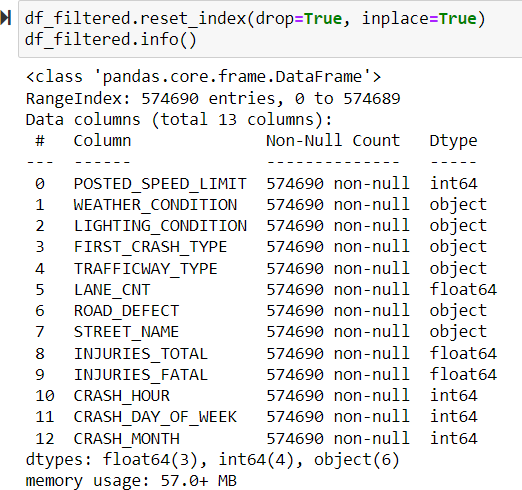 df_filtered.reset_index(drop=True, inplace=True)
df_filtered.info()
<class 'pandas.core.frame.DataFrame'>
RangeIndex: 574690 entries, 0 to 574689
Data columns (total 13 columns):
 #   Column               Non-Null Count   Dtype
---  ------               --------------   -----
 0   POSTED_SPEED_LIMIT   574690 non-null  int64
 1   WEATHER_CONDITION    574690 non-null  object
 2   LIGHTING_CONDITION   574690 non-null  object
 3   FIRST_CRASH_TYPE     574690 non-null  object
 4   TRAFFICWAY_TYPE      574690 non-null  object
 5   LANE_CNT             574690 non-null  float64
 6   ROAD_DEFECT          574690 non-null  object
 7   STREET_NAME          574690 non-null  object
 8   INJURIES_TOTAL       574690 non-null  float64
 9   INJURIES_FATAL       574690 non-null  float64
 10  CRASH_HOUR           574690 non-null  int64
 11  CRASH_DAY_OF_WEEK    574690 non-null  int64
 12  CRASH_MONTH          574690 non-null  int64
dtypes: float64(3), int64(4), object(6)
memory usage: 57.0+ MB